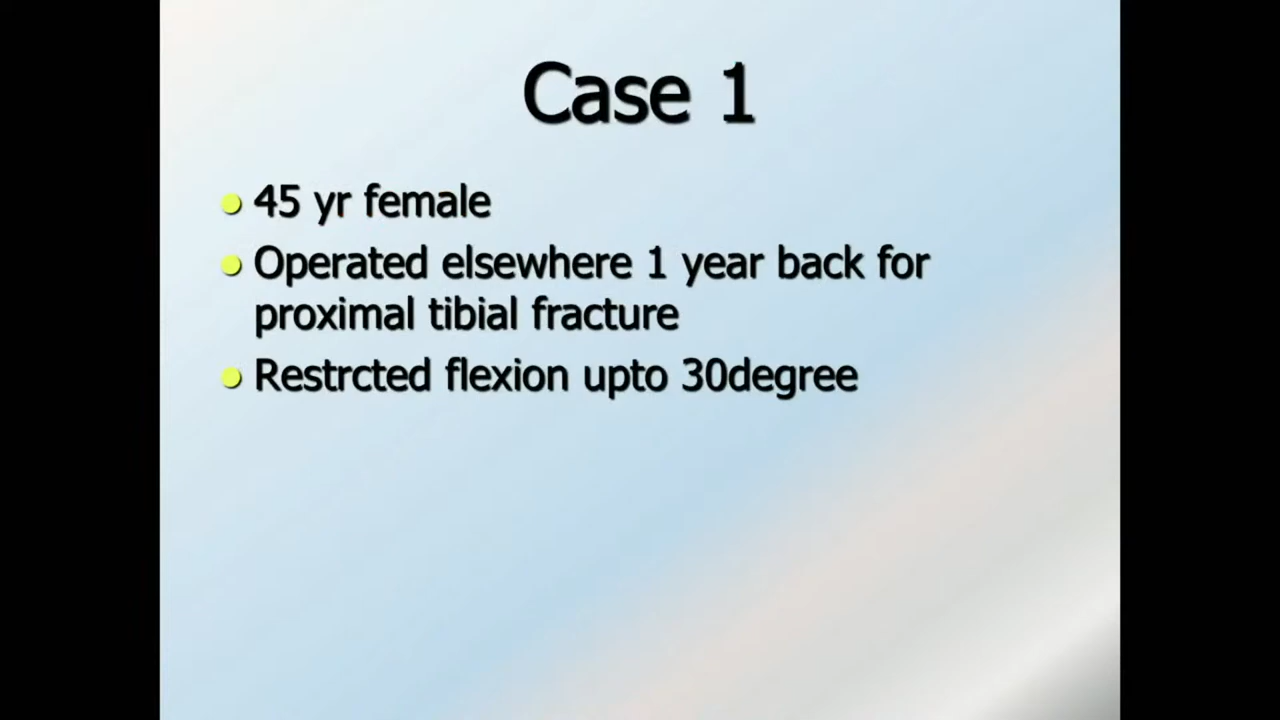 Case 1
45 yr female
Operated elsewhere 1 year back for
proximal tibial fracture
Restrcted flexion upto 30degree